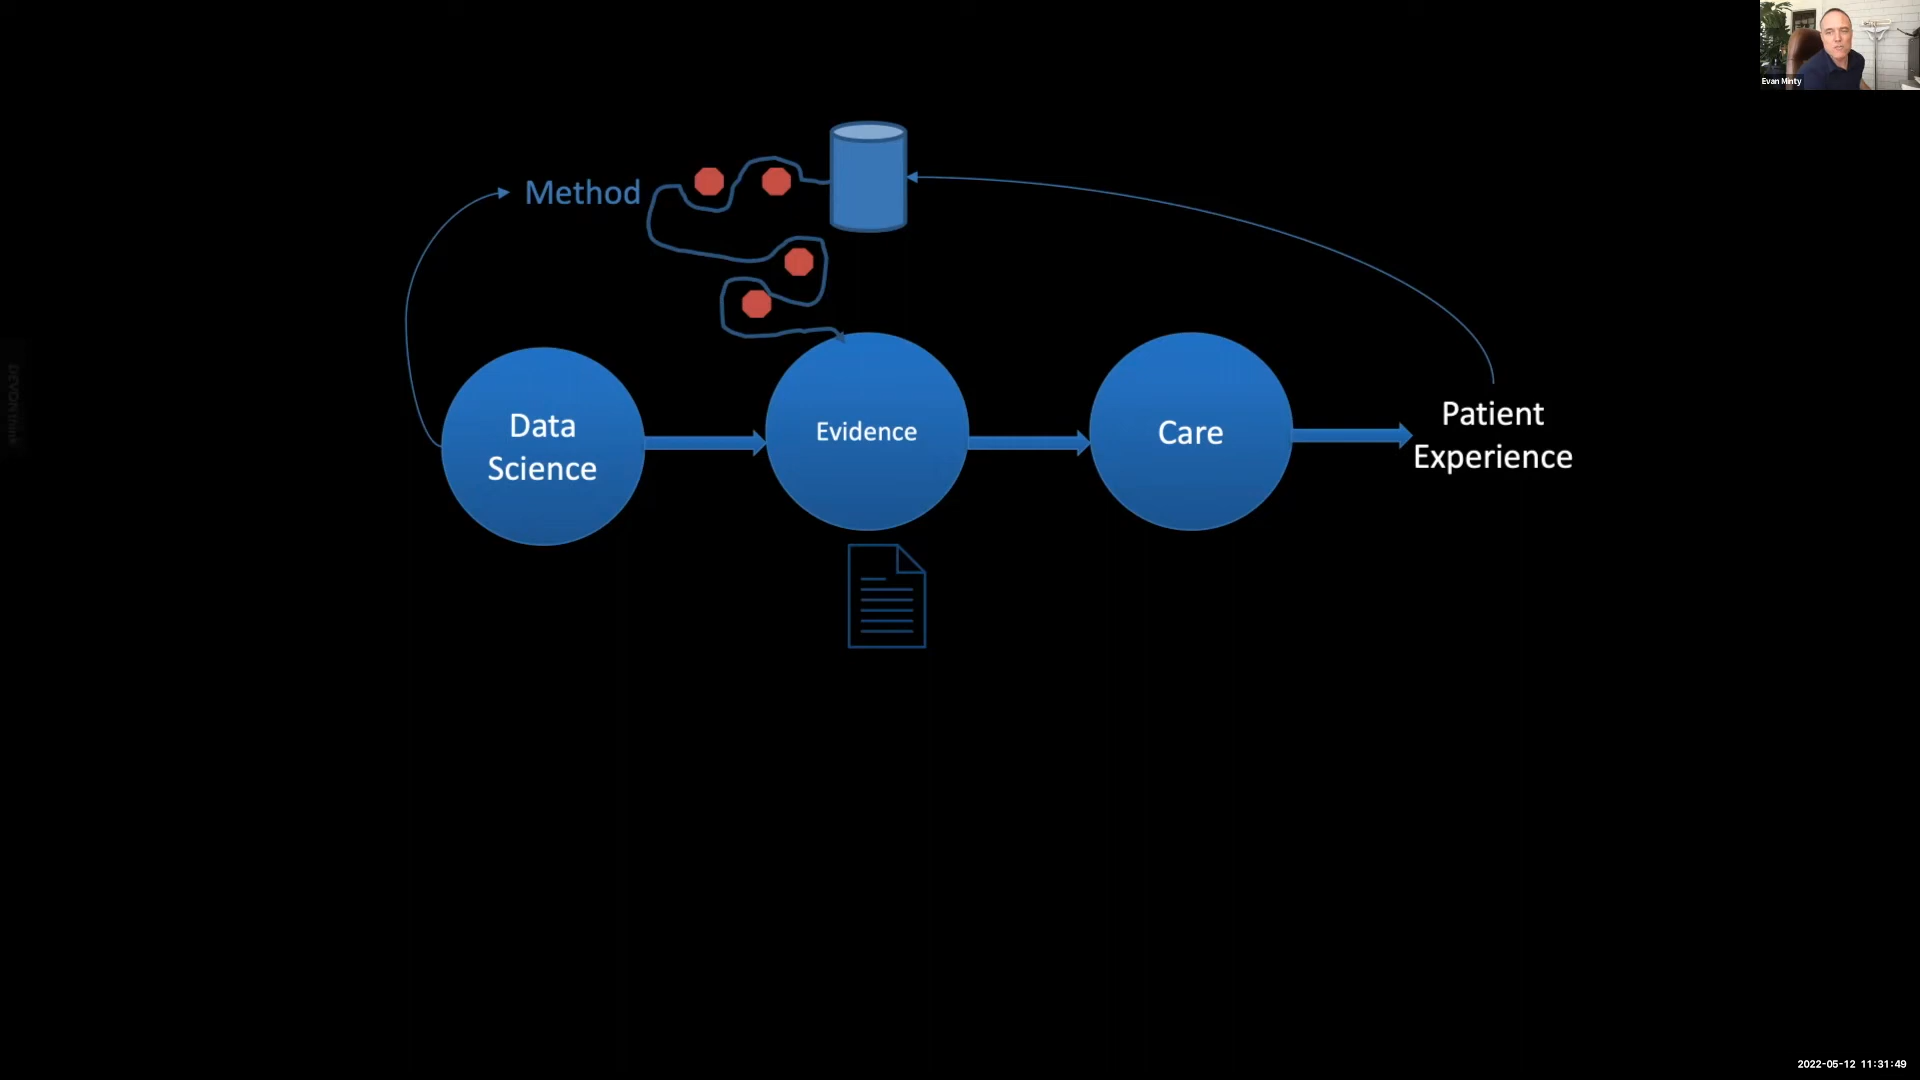 Evan Minty
Method
Data
Science
Evidence
Care
Patient
Experience
2022-05-12 11:31:49